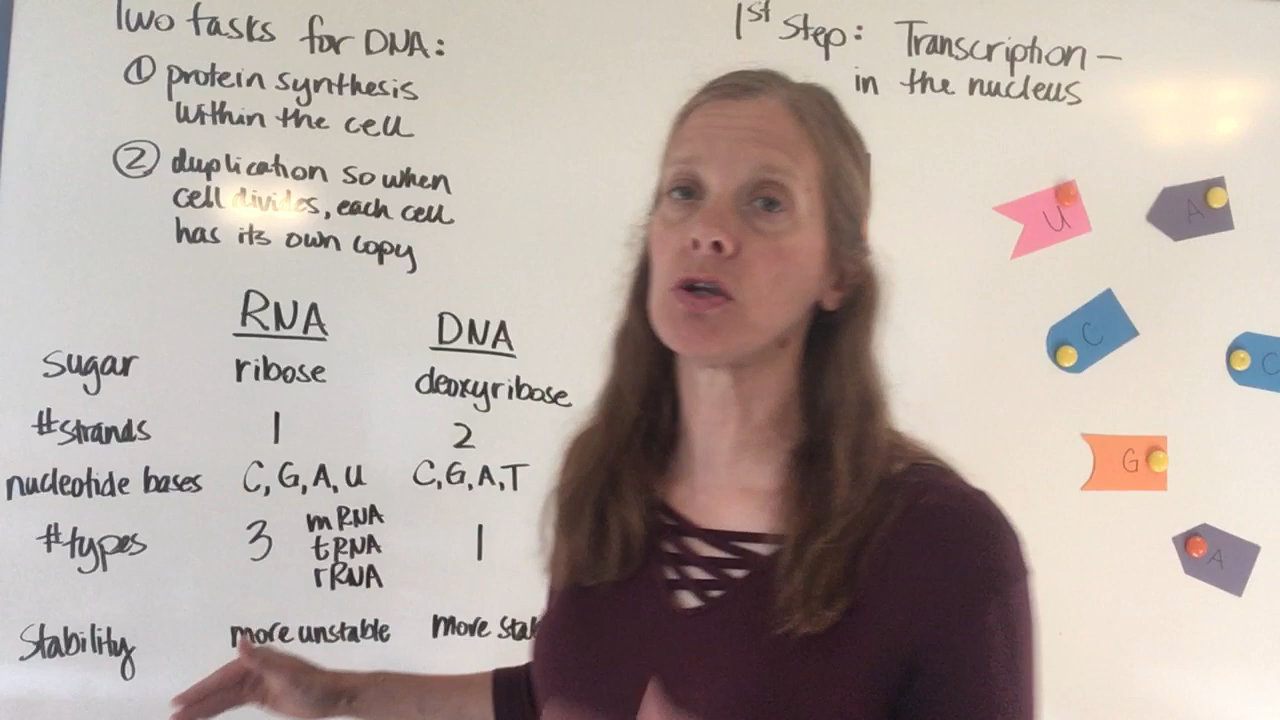 Two tasks for DNA:
① protein synthesis
within the cell
② duplication so when
cell divides, each cell
has its own copy
RNA DNA
sugar ribose deoxyribose
#strands 1 2
nucleotide bases C, G, A, U C, G, A, T
#types 3 mRNA 1
tRNA
rRNA
Stability more unstable more
1st Step: Transcription –
in the nucleus
U A
C C
G
A